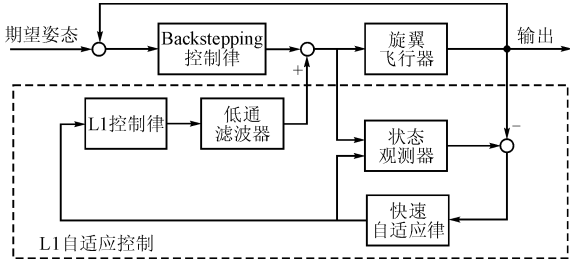 期望姿态
Backstepping
控制律
旋翼
飞行器
输出
+
L1控制律
低通
滤波器
状态
观测器
−
快速
自适应律
L1自适应控制